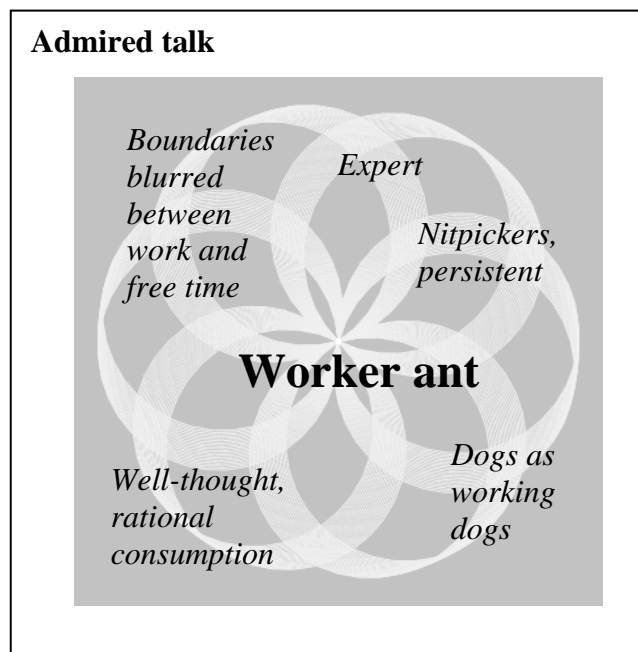 Admired talk
Boundaries
blurred
between
work and
free time
Expert
Nitpickers,
persistent
Worker ant
Well-thought,
rational
consumption
Dogs as
working
dogs